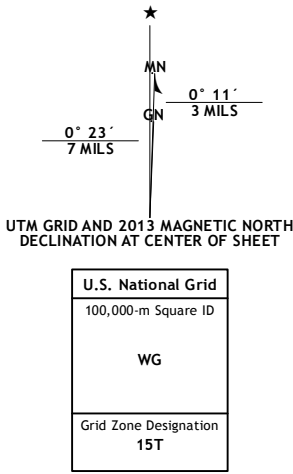 ★
MN
0° 11´
3 MILS
GN
0° 23´
7 MILS
UTM GRID AND 2013 MAGNETIC NORTH
DECLINATION AT CENTER OF SHEET
U.S. National Grid
100,000-m Square ID
WG
Grid Zone Designation
15T